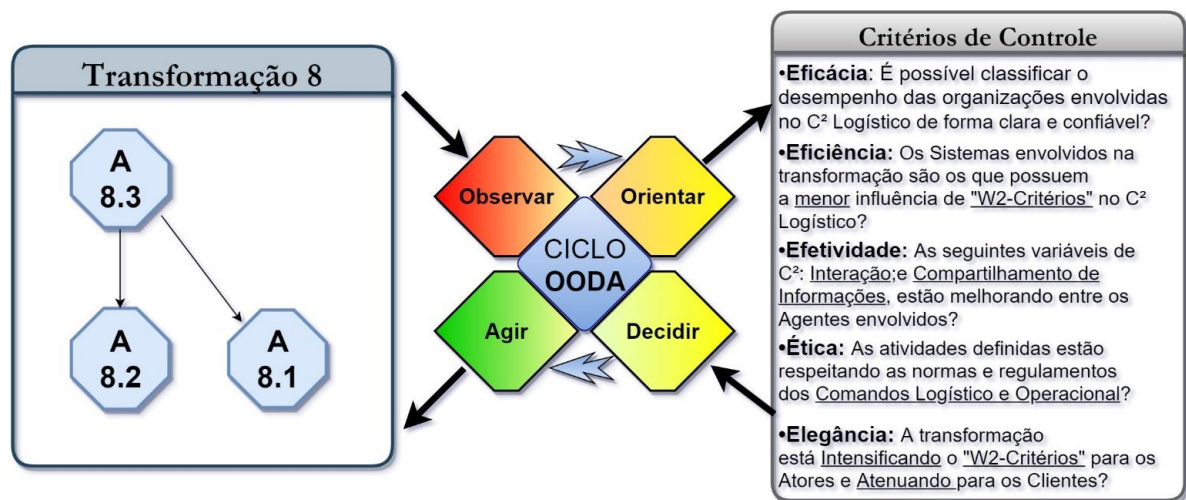 Transformação 8
A
8.3
A
8.2
A
8.1
Observar
Orientar
CICLO
OODA
Agir
Decidir
Critérios de Controle
•Eficácia: É possível classificar o
desempenho das organizações envolvidas
no C² Logístico de forma clara e confiável?
•Eficiência: Os Sistemas envolvidos na
transformação são os que possuem
a menor influência de "W2-Critérios" no C²
Logístico?
•Efetividade: As seguintes variáveis de
C²: Interação;e Compartilhamento de
Informações, estão melhorando entre os
Agentes envolvidos?
•Ética: As atividades definidas estão
respeitando as normas e regulamentos
dos Comandos Logístico e Operacional?
•Elegância: A transformação
está Intensificando o "W2-Critérios" para os
Atores e Atenuando para os Clientes?